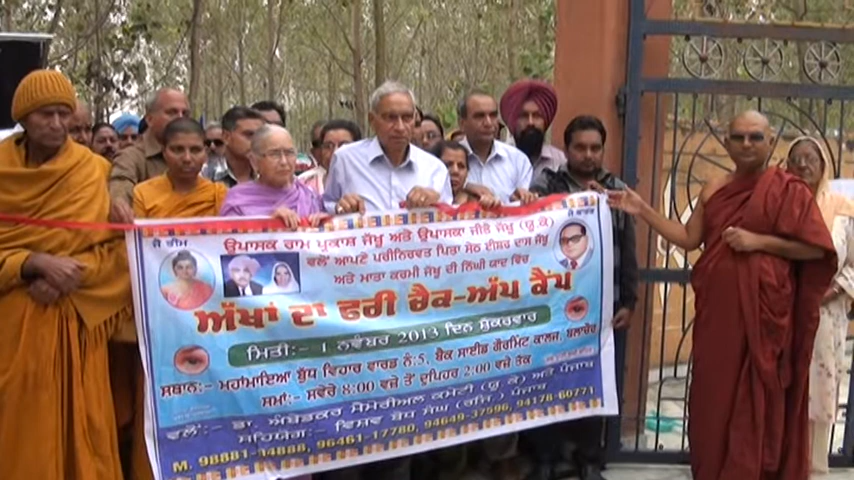 ਜੈ ਭੀਮ
ਜੈ ਭਾਰਤ
ਉਪਾਸਕ ਰਾਮ ਪ੍ਰਕਾਸ਼ ਜੱਖੂ ਅਤੇ ਉਪਾਸਕਾ ਜੀਤੋ ਜੱਖੂ (ਯੂ.ਕੇ)
ਵਲੋਂ ਆਪਣੇ ਪਰੀਨਿਰਵਤ ਪਿਤਾ ਸੇਠ ਈਸ਼ਰ ਦਾਸ ਜੱਖੂ
ਅਤੇ ਮਾਤਾ ਕਰਮੀ ਜੱਖੂ ਦੀ ਨਿੱਘੀ ਯਾਦ ਵਿੱਚ
ਅੱਖਾਂ ਦਾ ਫਰੀ ਚੈਕ-ਅੱਪ ਕੈਂਪ
ਮਿਤੀ:- 1 ਨਵੰਬਰ 2013 ਦਿਨ ਸ਼ੁੱਕਰਵਾਰ
ਸਥਾਨ:- ਮਹਾਂਮਾਇਆ ਬੁੱਧ ਵਿਹਾਰ ਵਾਰਡ ਨੰ:5, ਬੈਕ ਸਾਈਡ ਗੌਰਮਿੰਟ ਕਾਲਜ, ਬਲਾਚੌਰ
ਸਮਾਂ:- ਸਵੇਰੇ 8:00 ਵਜੇ ਤੋਂ ਦੁਪਿਹਰ 2:00 ਵਜੇ ਤੱਕ
ਵਲੋਂ:- ਡਾ. ਅੰਬੇਡਕਰ ਮੈਮੋਰੀਅਲ ਕਮੇਟੀ (ਯੂ.ਕੇ) ਅਤੇ ਪੰਜਾਬ
ਸਹਿਯੋਗ:- ਵਿਸ਼ਵ ਬੋਧ ਸੰਘ (ਰਜਿ.) ਪੰਜਾਬ
M. 98881-14888, 96461-17780, 94649-37596, 94178-60771